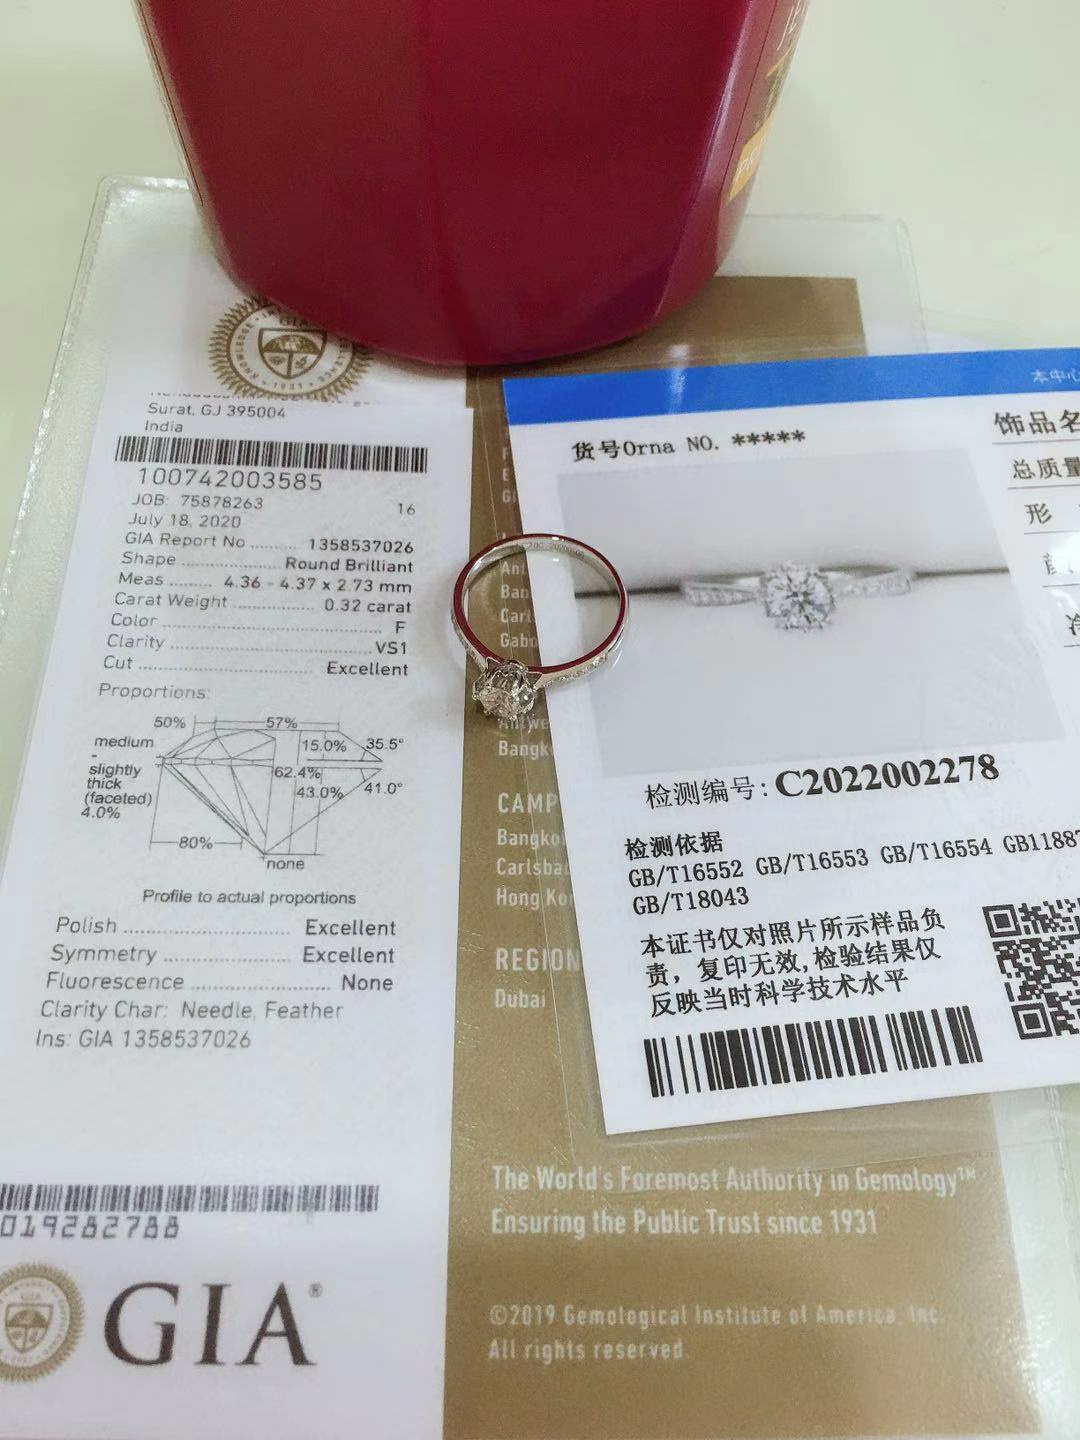 Surat, GJ 395004
India
100742003585
JOB: 75878263
16
July 18, 2020
GIA Report No .......... 1358537026
Shape .................. Round Brilliant
Meas ........ 4.36 - 4.37 x 2.73 mm
Carat Weight ............... 0.32 carat
Color .............................. F
Clarity ............................ VS1
Cut ........................... Excellent
Proportions:
50%
57%
medium
-
slightly
thick
(faceted)
4.0%
15.0%
35.5°
62.4%
43.0%
41.0°
80%
none
Profile to actual proportions
Polish ........................ Excellent
Symmetry .................. Excellent
Fluorescence .................... None
Clarity Char: Needle, Feather
Ins: GIA 1358537026
019282788
GIA®
CAMP
Bangko
Carlsba
Hong Ko
REGION
Dubai
The World's Foremost Authority in Gemology™
Ensuring the Public Trust since 1931
©2019 Gemological Institute of America, Inc.
All rights reserved.
本中心
货号Orna NO. *****
饰品名
总质量
形
检测编号:C2022002278
检测依据
GB/T16552 GB/T16553 GB/T16554 GB11887
GB/T18043
本证书仅对照片所示样品负
责，复印无效,检验结果仅
反映当时科学技术水平